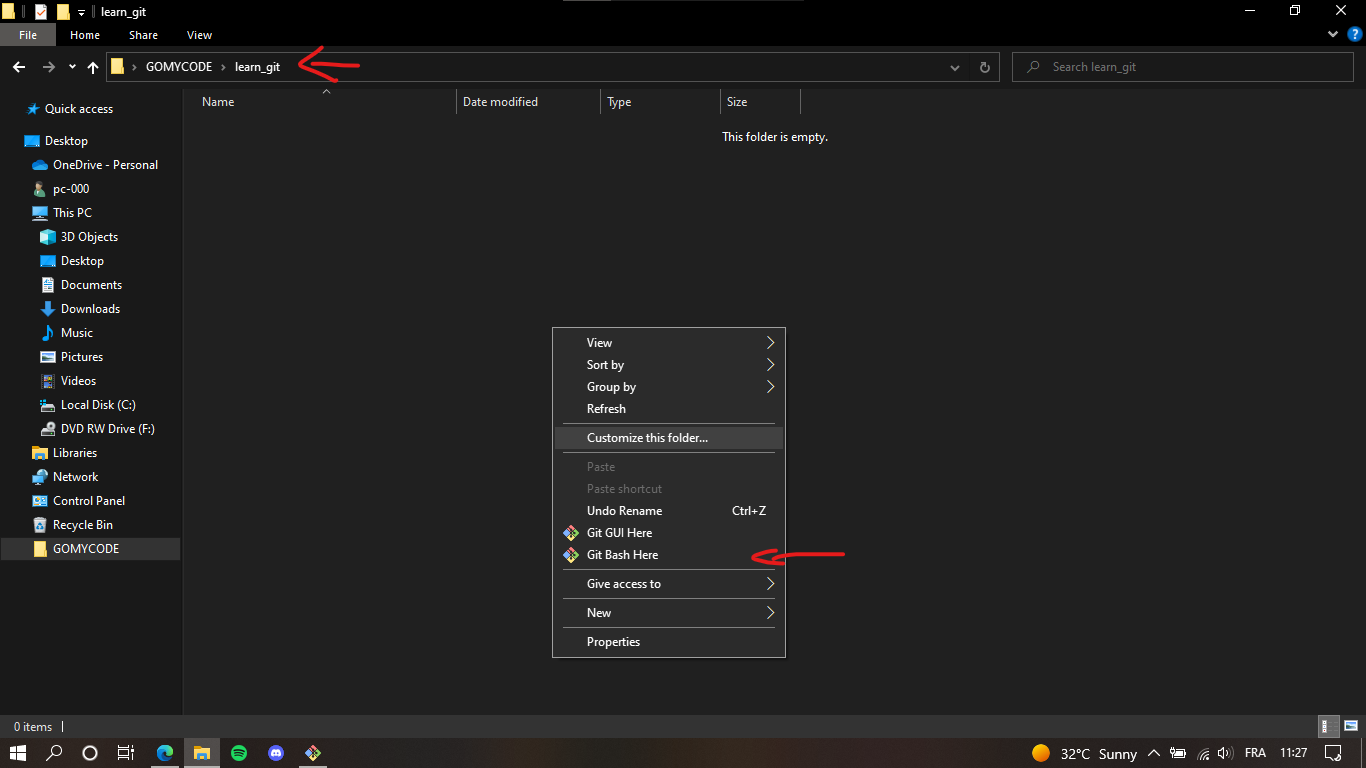 learn_git
File Home Share View
GOMYCODE learn_git
Search learn_git
Name Date modified Type Size
This folder is empty.
Quick access
Desktop
OneDrive - Personal
pc-000
This PC
3D Objects
Desktop
Documents
Downloads
Music
Pictures
Videos
Local Disk (C:)
DVD RW Drive (F:)
Libraries
Network
Control Panel
Recycle Bin
GOMYCODE
View
Sort by
Group by
Refresh
Customize this folder...
Paste
Paste shortcut
Undo Rename Ctrl+Z
Git GUI Here
Git Bash Here
Give access to
New
Properties
0 items
32°C Sunny FRA 11:27